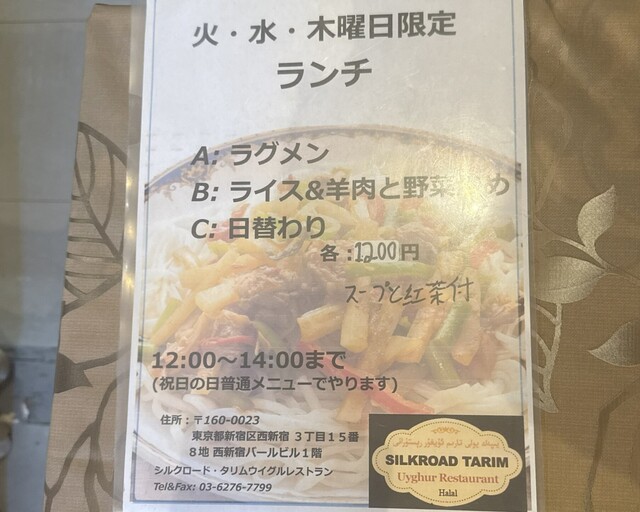 火・水・木曜日限定
ランチ
A: ラグメン
B: ライス&羊肉と野菜炒め
C: 日替わり
各:1200円
スープと紅茶付
12:00〜14:00まで
(祝日の日普通メニューでやります)
住所:〒160-0023
東京都新宿区西新宿 3丁目15番
8地 西新宿パールビル1階
シルクロード・タリムウイグルレストラン
Tel&Fax: 03-6276-7799
SILKROAD TARIM
Uyghur Restaurant
Halal